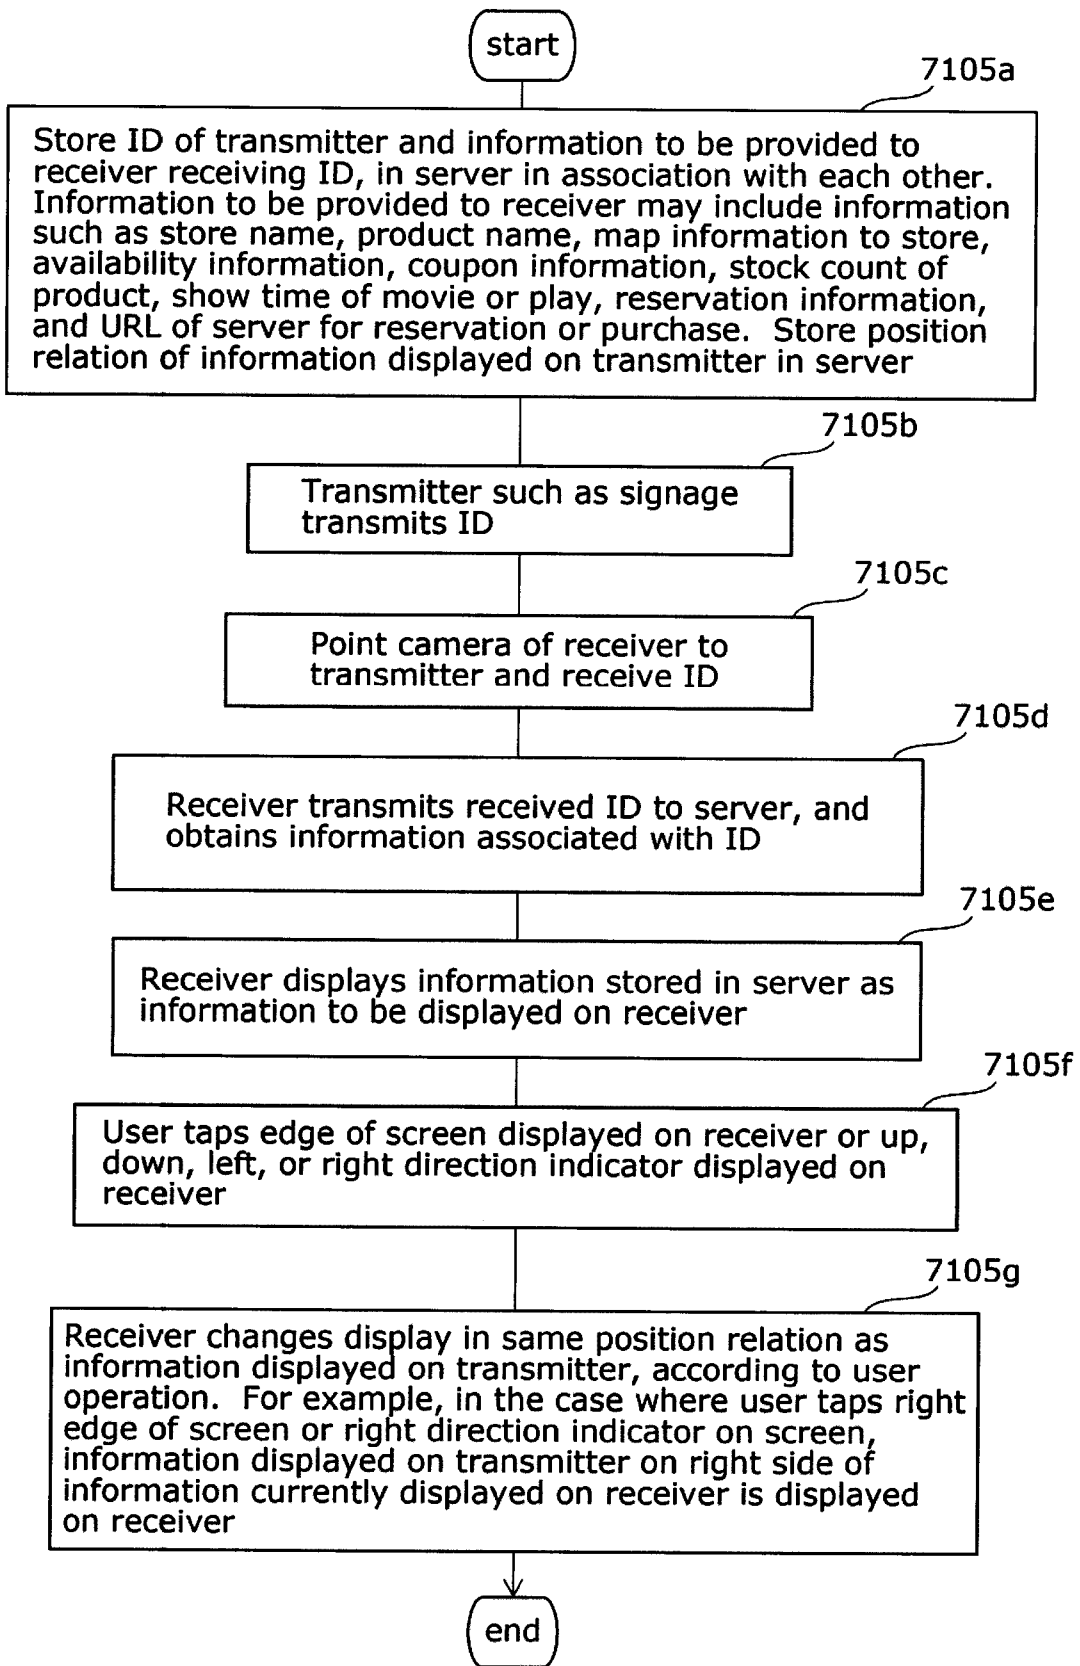 start
7105a
Store ID of transmitter and information to be provided to
receiver receiving ID, in server in association with each other.
Information to be provided to receiver may include information
such as store name, product name, map information to store,
availability information, coupon information, stock count of
product, show time of movie or play, reservation information,
and URL of server for reservation or purchase.  Store position
relation of information displayed on transmitter in server
7105b
Transmitter such as signage
transmits ID
7105c
Point camera of receiver to
transmitter and receive ID
7105d
Receiver transmits received ID to server, and
obtains information associated with ID
7105e
Receiver displays information stored in server as
information to be displayed on receiver
7105f
User taps edge of screen displayed on receiver or up,
down, left, or right direction indicator displayed on
receiver
7105g
Receiver changes display in same position relation as
information displayed on transmitter, according to user
operation.  For example, in the case where user taps right
edge of screen or right direction indicator on screen,
information displayed on transmitter on right side of
information currently displayed on receiver is displayed
on receiver
end